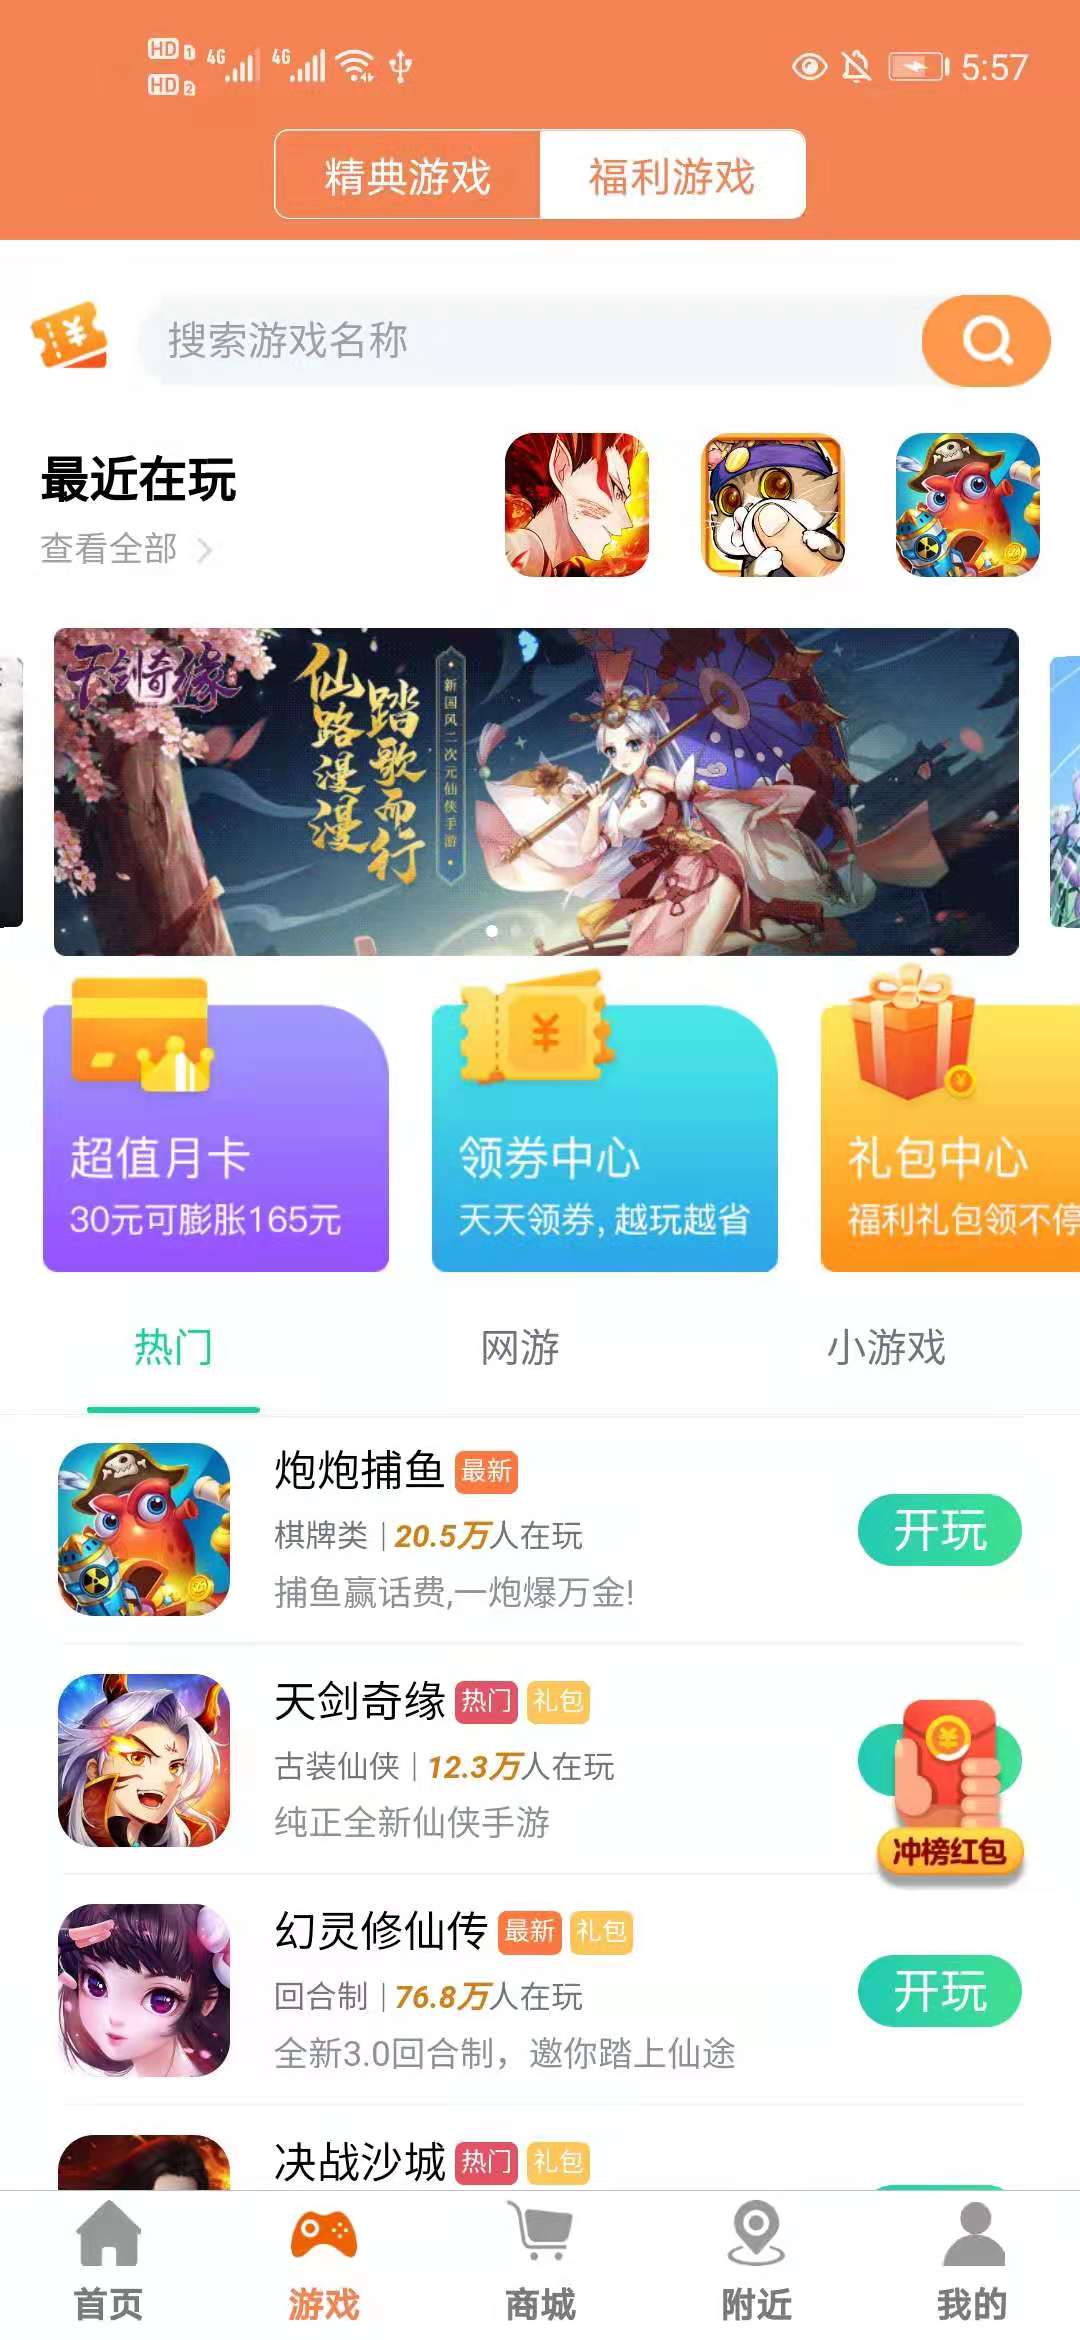 HD 1 4G 4G 5:57
HD 2
精典游戏 福利游戏
搜索游戏名称
最近在玩
查看全部
天剑奇缘
仙路漫漫
踏歌而行
新国风二次元仙侠手游
超值月卡
30元可膨胀165元
领券中心
天天领券,越玩越省
礼包中心
福利礼包领不停
热门 网游 小游戏
炮炮捕鱼 最新
棋牌类 | 20.5万人在玩
捕鱼赢话费,一炮爆万金!
开玩
天剑奇缘 热门 礼包
古装仙侠 | 12.3万人在玩
纯正全新仙侠手游
冲榜红包
幻灵修仙传 最新 礼包
回合制 | 76.8万人在玩
全新3.0回合制，邀你踏上仙途
开玩
决战沙城 热门 礼包
首页 游戏 商城 附近 我的